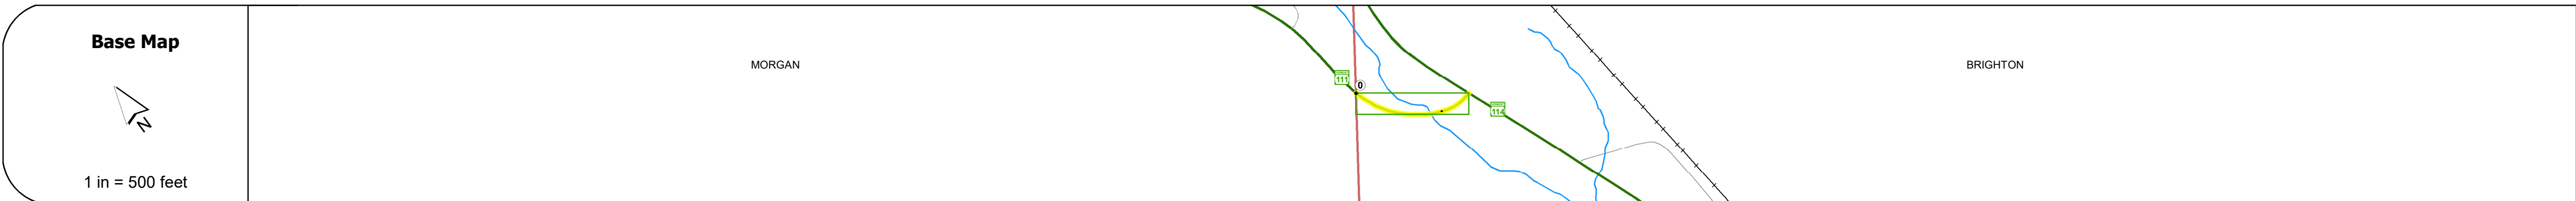 Base Map
N
1 in = 500 feet
MORGAN
111
0
114
BRIGHTON